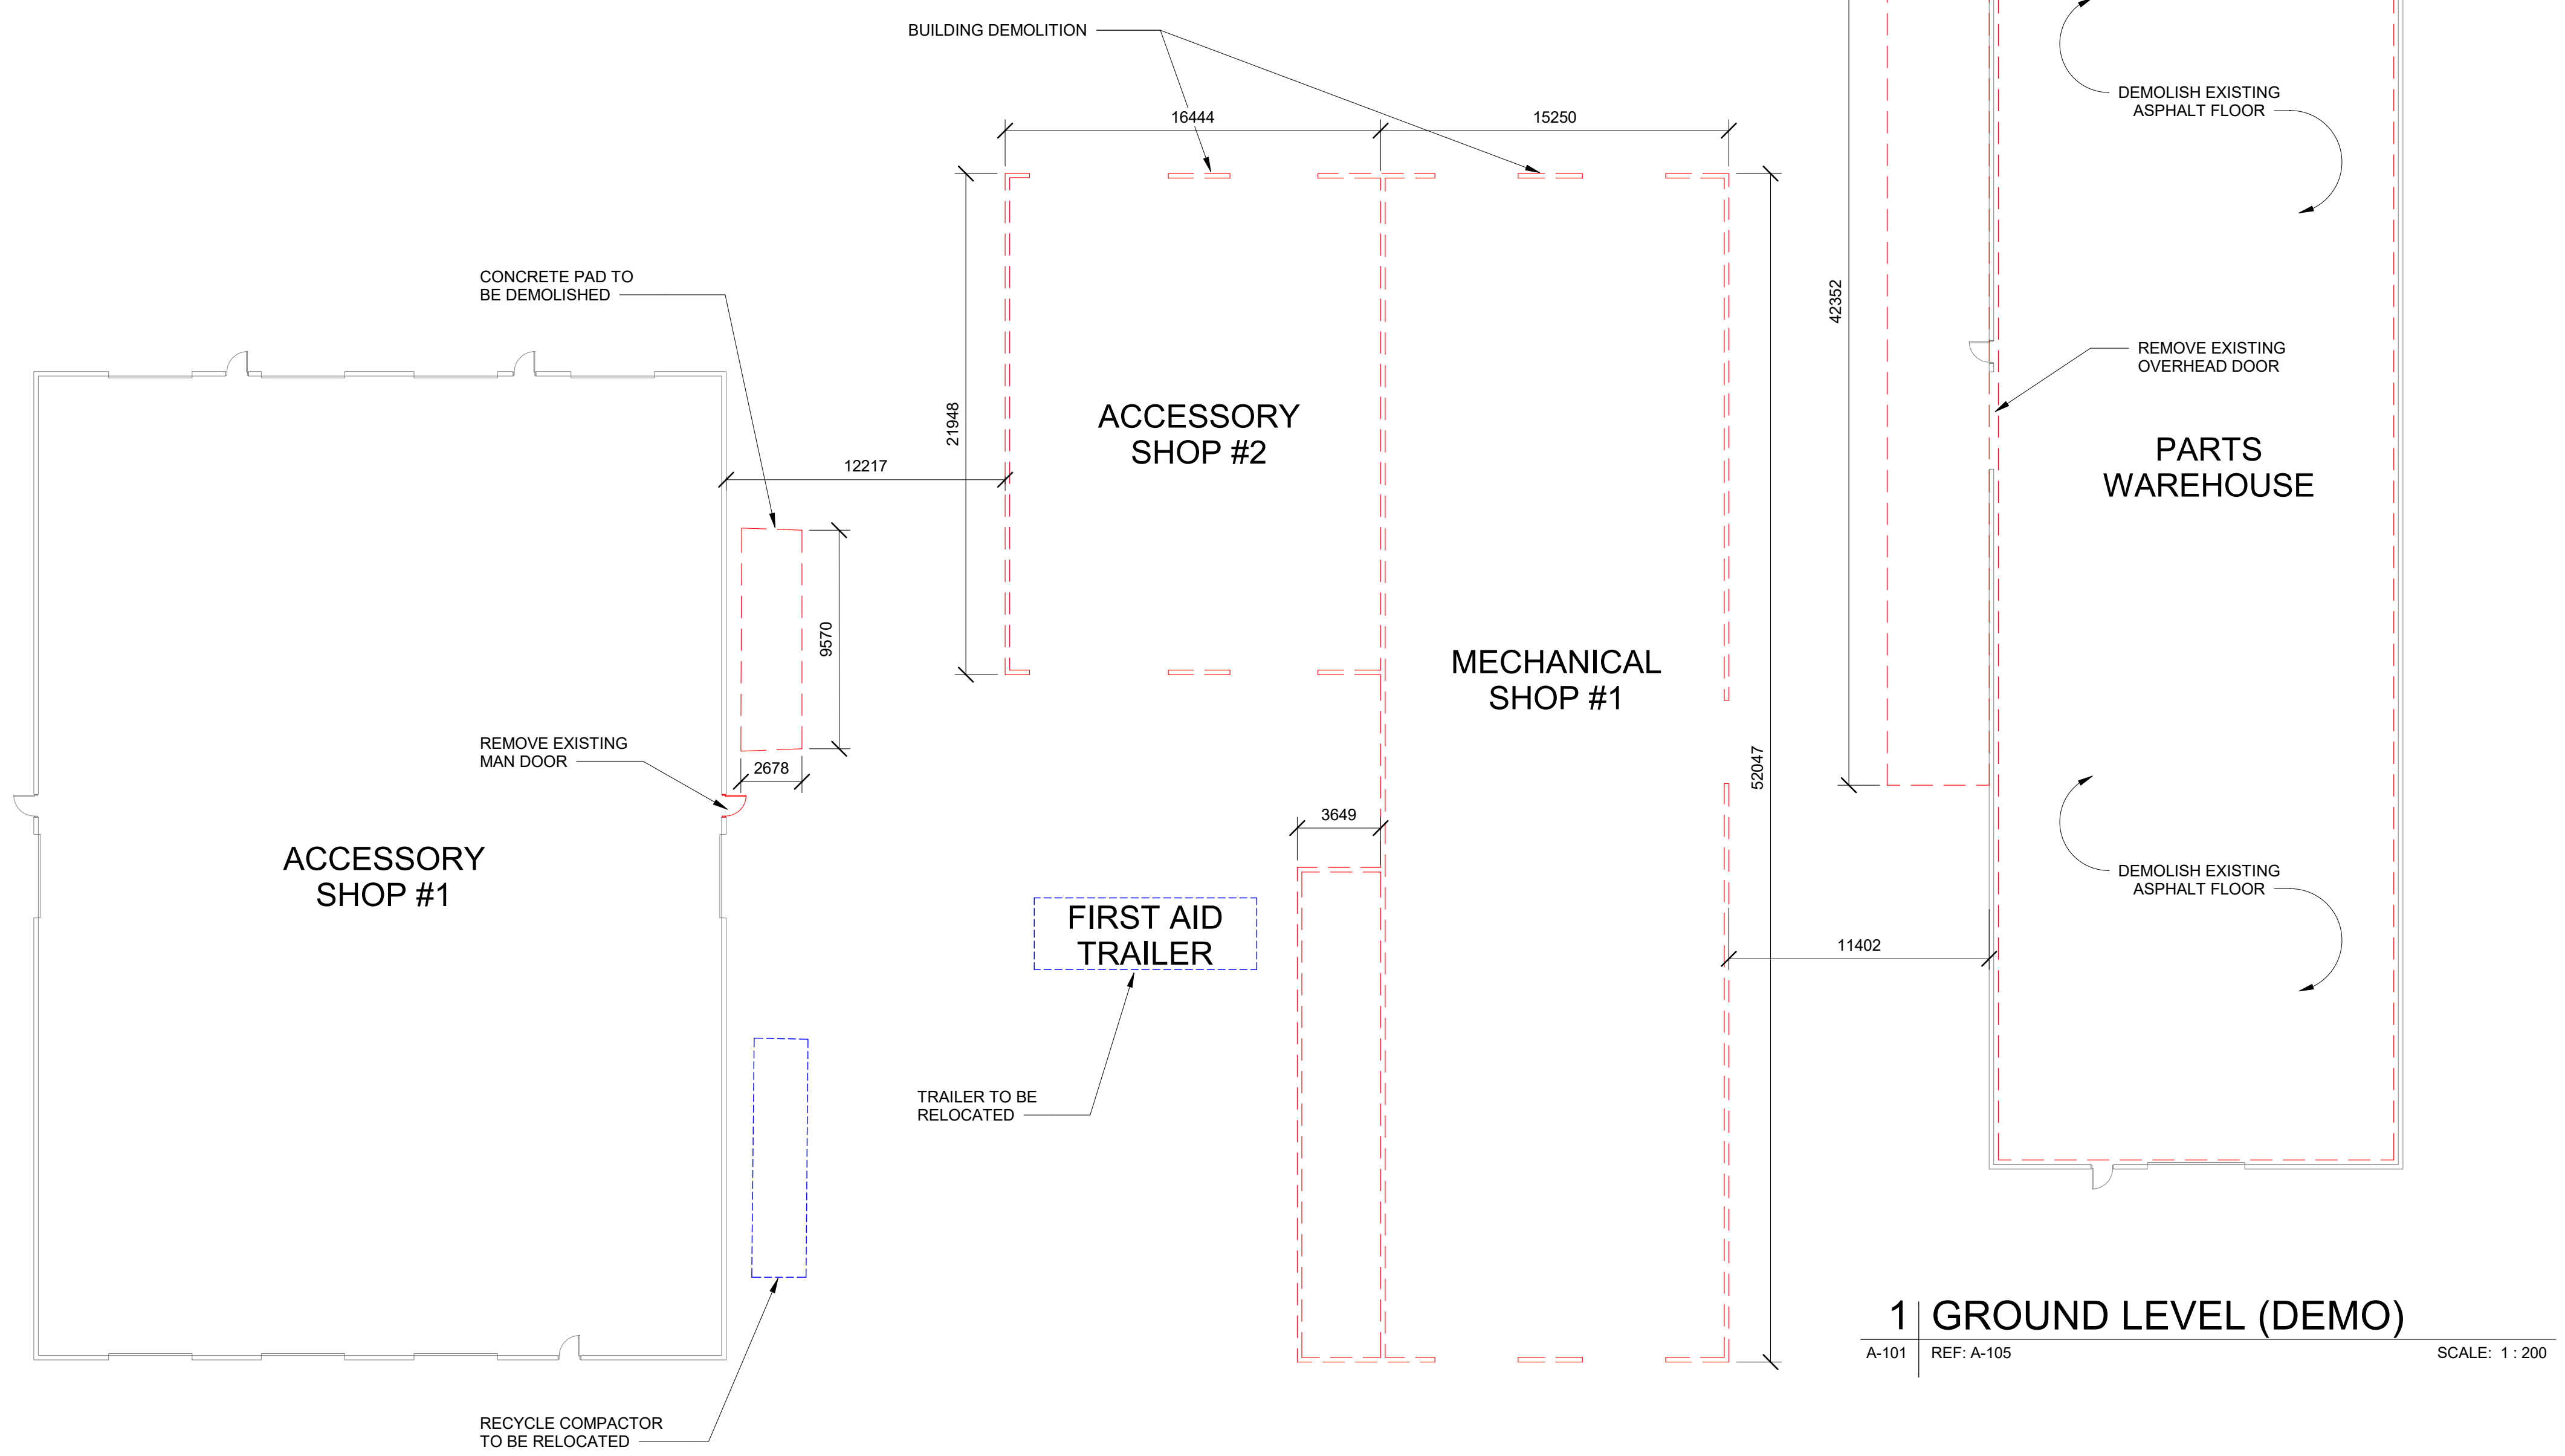 BUILDING DEMOLITION
DEMOLISH EXISTING
ASPHALT FLOOR
16444
15250
CONCRETE PAD TO
BE DEMOLISHED
42352
REMOVE EXISTING
OVERHEAD DOOR
21948
ACCESSORY
SHOP #2
12217
PARTS
WAREHOUSE
9570
MECHANICAL
SHOP #1
REMOVE EXISTING
MAN DOOR
2678
52047
3649
ACCESSORY
SHOP #1
DEMOLISH EXISTING
ASPHALT FLOOR
FIRST AID
TRAILER
11402
TRAILER TO BE
RELOCATED
1 GROUND LEVEL (DEMO)
A-101 REF: A-105 SCALE: 1 : 200
RECYCLE COMPACTOR
TO BE RELOCATED